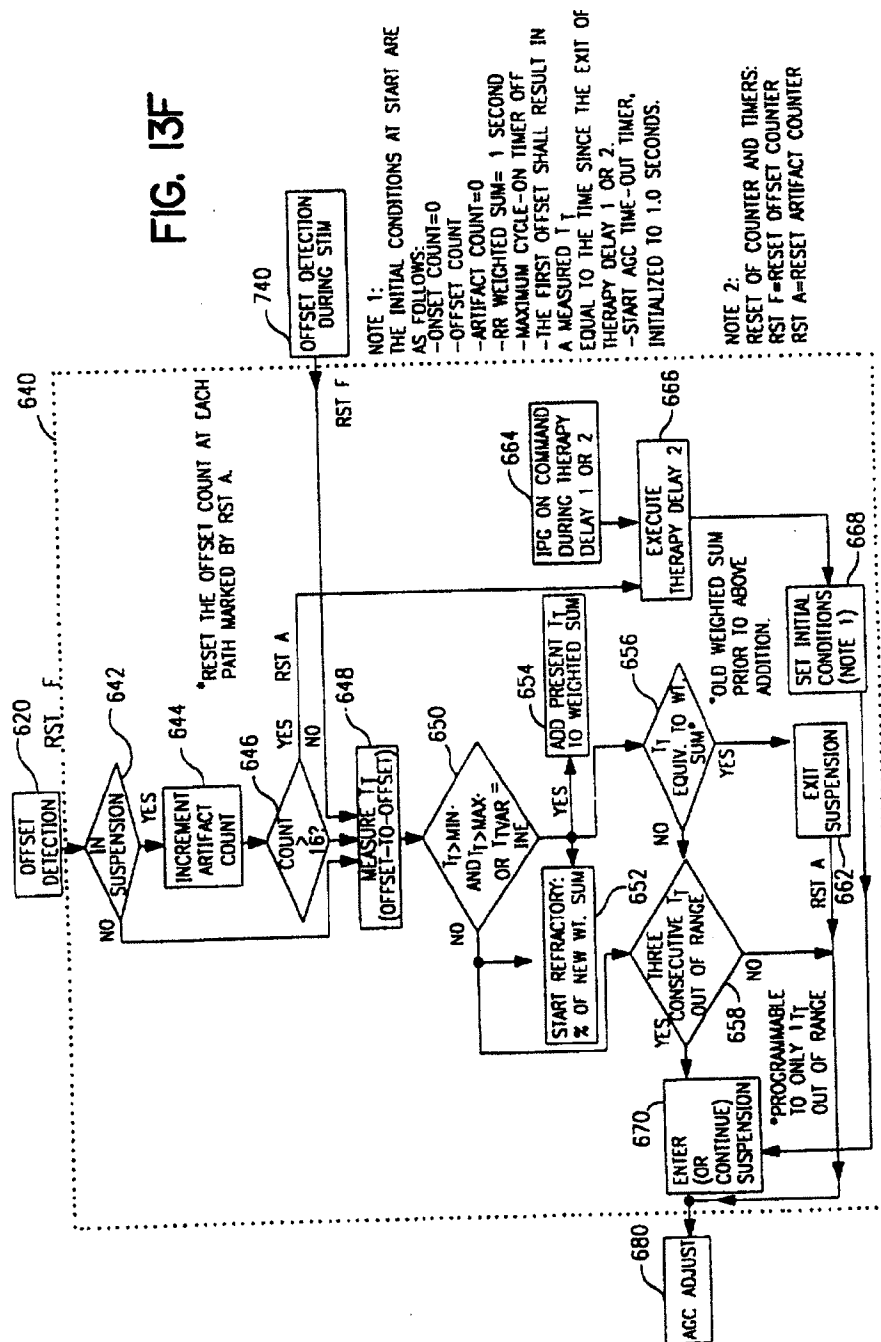 FIG. 13F
620
OFFSET
DETECTION
RST F
640
642
IN
SUSPENSION
NO
YES
644
INCREMENT
ARTIFACT
COUNT
*RESET THE OFFSET COUNT AT EACH
PATH MARKED BY RST A.
646
COUNT
≥
16?
YES
NO
RST A
740
OFFSET DETECTION
DURING STIM
RST F
648
MEASURE TT
(OFFSET-TO-OFFSET)
650
TT>MIN.
AND TT>MAX.
OR TTVAR =
INE
NO
YES
652
START REFRACTORY:
% OF NEW WT. SUM
654
ADD PRESENT TT
TO WEIGHTED SUM
656
TT
EQUIV. TO WT.
SUM*
NO
YES
*OLD WEIGHTED SUM
PRIOR TO ABOVE
ADDITION.
658
THREE
CONSECUTIVE TT
OUT OF RANGE
YES
NO
*PROGRAMMABLE
TO ONLY 1 TT
OUT OF RANGE
EXIT
SUSPENSION
662
RST A
664
IPG ON COMMAND
DURING THERAPY
DELAY 1 OR 2
666
EXECUTE
THERAPY DELAY 2
668
SET INITIAL
CONDITIONS
(NOTE 1)
670
ENTER
(OR
CONTINUE)
SUSPENSION
680
AGC ADJUST
NOTE 1:
THE INITIAL CONDITIONS AT START ARE
AS FOLLOWS:
-ONSET COUNT=0
-OFFSET COUNT
-ARTIFACT COUNT=0
-RR WEIGHTED SUM= 1 SECOND
-MAXIMUM CYCLE-ON TIMER OFF
-THE FIRST OFFSET SHALL RESULT IN
A MEASURED TT
EQUAL TO THE TIME SINCE THE EXIT OF
THERAPY DELAY 1 OR 2.
-START AGC TIME-OUT TIMER,
INITIALIZED TO 1.0 SECONDS.
NOTE 2:
RESET OF COUNTER AND TIMERS:
RST F=RESET OFFSET COUNTER
RST A=RESET ARTIFACT COUNTER